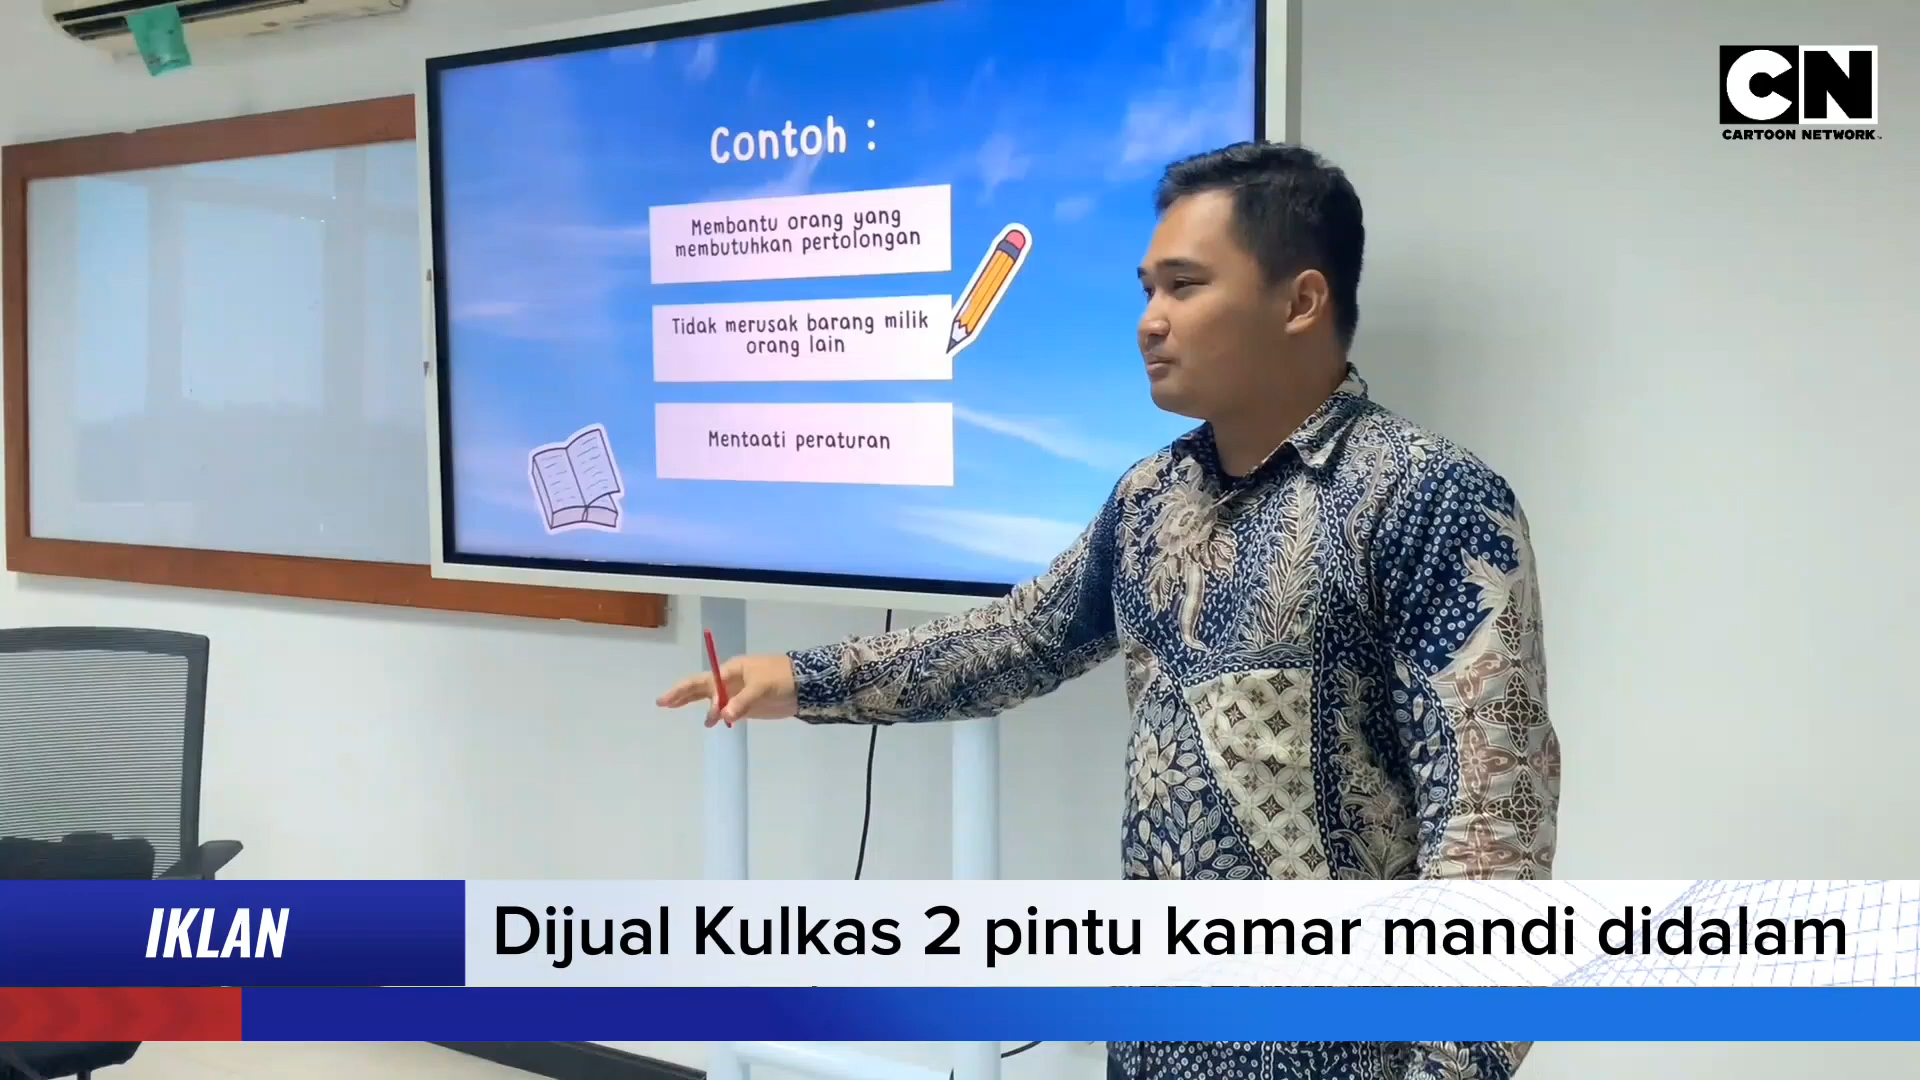 CN
CARTOON NETWORK
Contoh :
Membantu orang yang
membutuhkan pertolongan
Tidak merusak barang milik
orang lain
Mentaati peraturan
IKLAN
Dijual Kulkas 2 pintu kamar mandi didalam